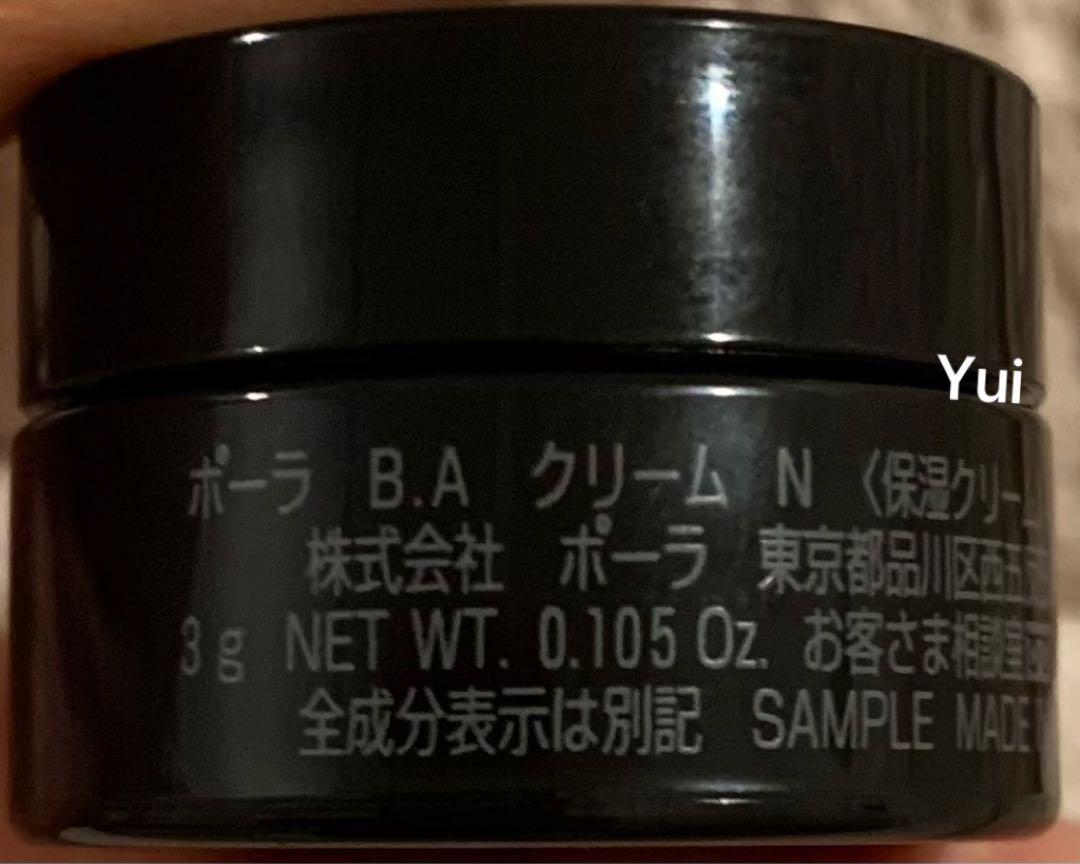 Yui
ポーラ B.A クリーム N 〈保湿クリーム
株式会社 ポーラ 東京都品川区西五
3g NET WT. 0.105 Oz. お客さま相談室
全成分表示は別記 SAMPLE MADE